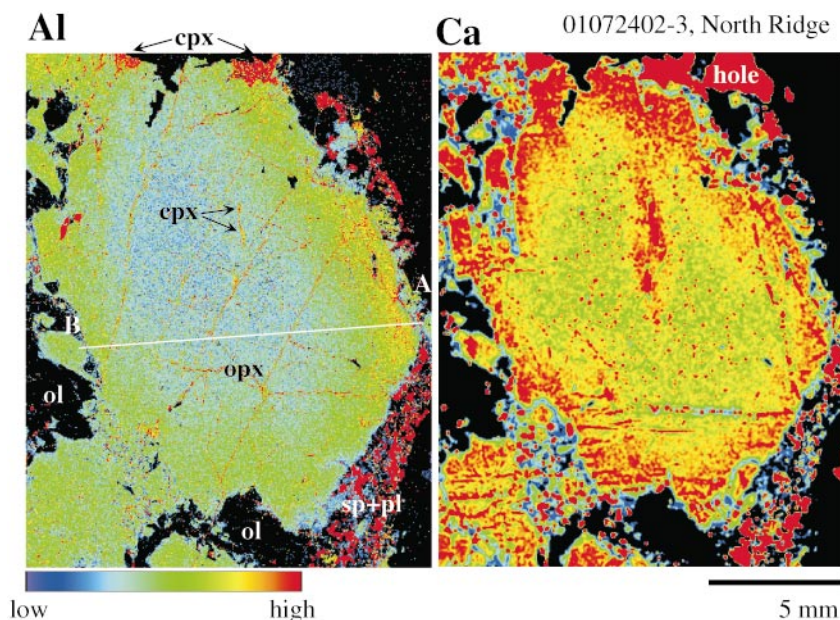 Al
cpx
Ca
01072402-3, North Ridge
hole
cpx
A
B
opx
ol
sp+pl
ol
low
high
5 mm